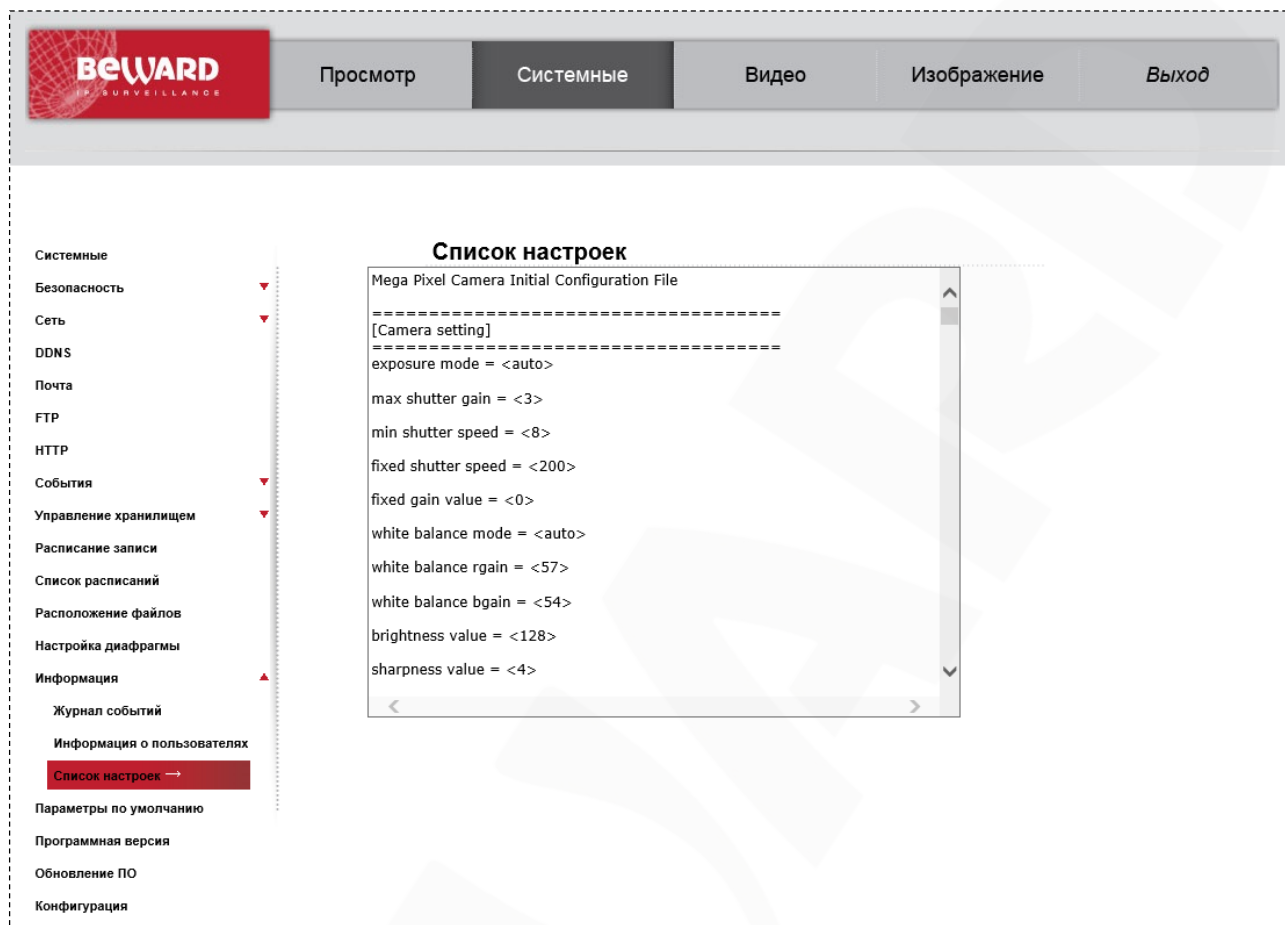 BEWARD
IP SURVEILLANCE
Просмотр
Системные
Видео
Изображение
Выход
Системные
Безопасность
Сеть
DDNS
Почта
FTP
HTTP
События
Управление хранилищем
Расписание записи
Список расписаний
Расположение файлов
Настройка диафрагмы
Информация
Журнал событий
Информация о пользователях
Список настроек →
Параметры по умолчанию
Программная версия
Обновление ПО
Конфигурация
Список настроек
Mega Pixel Camera Initial Configuration File
===================================
[Camera setting]
===================================
exposure mode = <auto>
max shutter gain = <3>
min shutter speed = <8>
fixed shutter speed = <200>
fixed gain value = <0>
white balance mode = <auto>
white balance rgain = <57>
white balance bgain = <54>
brightness value = <128>
sharpness value = <4>